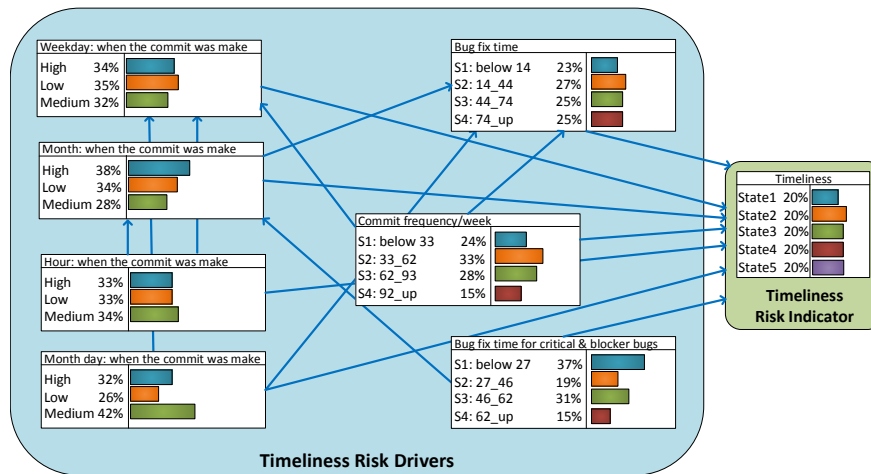 Weekday: when the commit was make
High 34%
Low 35%
Medium 32%
Month: when the commit was make
High 38%
Low 34%
Medium 28%
Hour: when the commit was make
High 33%
Low 33%
Medium 34%
Month day: when the commit was make
High 32%
Low 26%
Medium 42%
Commit frequency/week
S1: below 33 24%
S2: 33_62 33%
S3: 62_93 28%
S4: 92_up 15%
Bug fix time
S1: below 14 23%
S2: 14_44 27%
S3: 44_74 25%
S4: 74_up 25%
Bug fix time for critical & blocker bugs
S1: below 27 37%
S2: 27_46 19%
S3: 46_62 31%
S4: 62_up 15%
Timeliness Risk Drivers
Timeliness
State1 20%
State2 20%
State3 20%
State4 20%
State5 20%
Timeliness
Risk Indicator